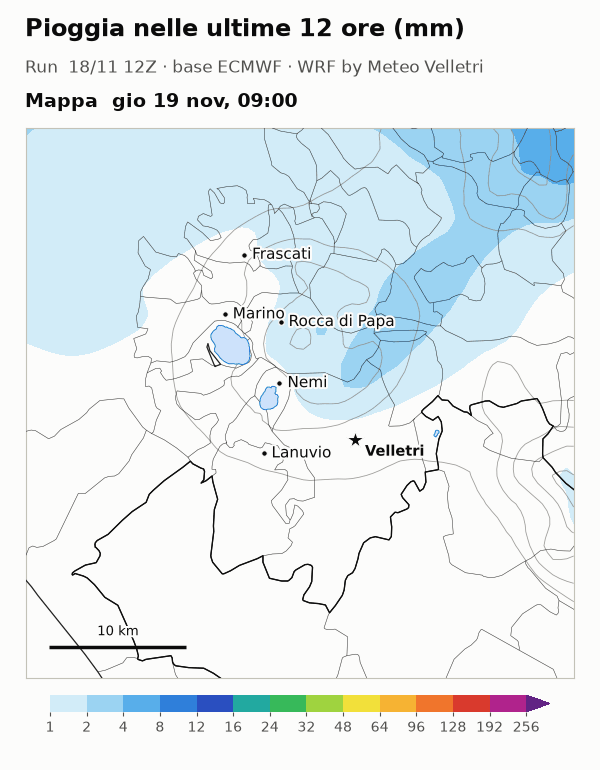 Pioggia nelle ultime 12 ore (mm)
Run  18/11 12Z · base ECMWF · WRF by Meteo Velletri
Mappa  gio 19 nov, 09:00
Frascati
Marino
Rocca di Papa
Nemi
Velletri
Lanuvio
10 km
1 2 4 8 12 16 24 32 48 64 96 128 192 256